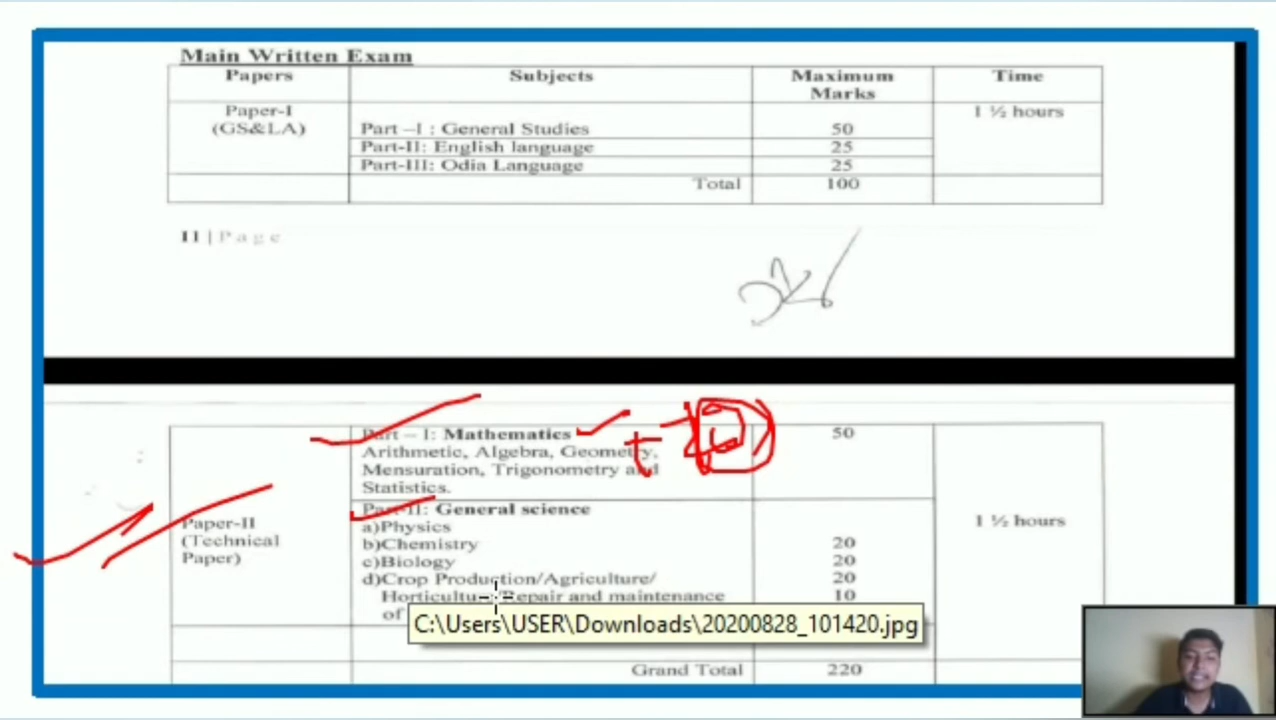 Main Written Exam
Papers Subjects Maximum Marks Time
Paper-I (GS&LA) 1 ½ hours
Part –I : General Studies 50
Part-II: English language 25
Part-III: Odia Language 25
Total 100
11 | Page
Part – I: Mathematics 50
Arithmetic, Algebra, Geometry,
Mensuration, Trigonometry and
Statistics.
Part-II: General science
Paper-II (Technical Paper) 1 ½ hours
a)Physics
b)Chemistry 20
c)Biology 20
d)Crop Production/Agriculture/ 20
Horticulture/Repair and maintenance 10
of
C:\Users\USER\Downloads\20200828_101420.jpg
Grand Total 220